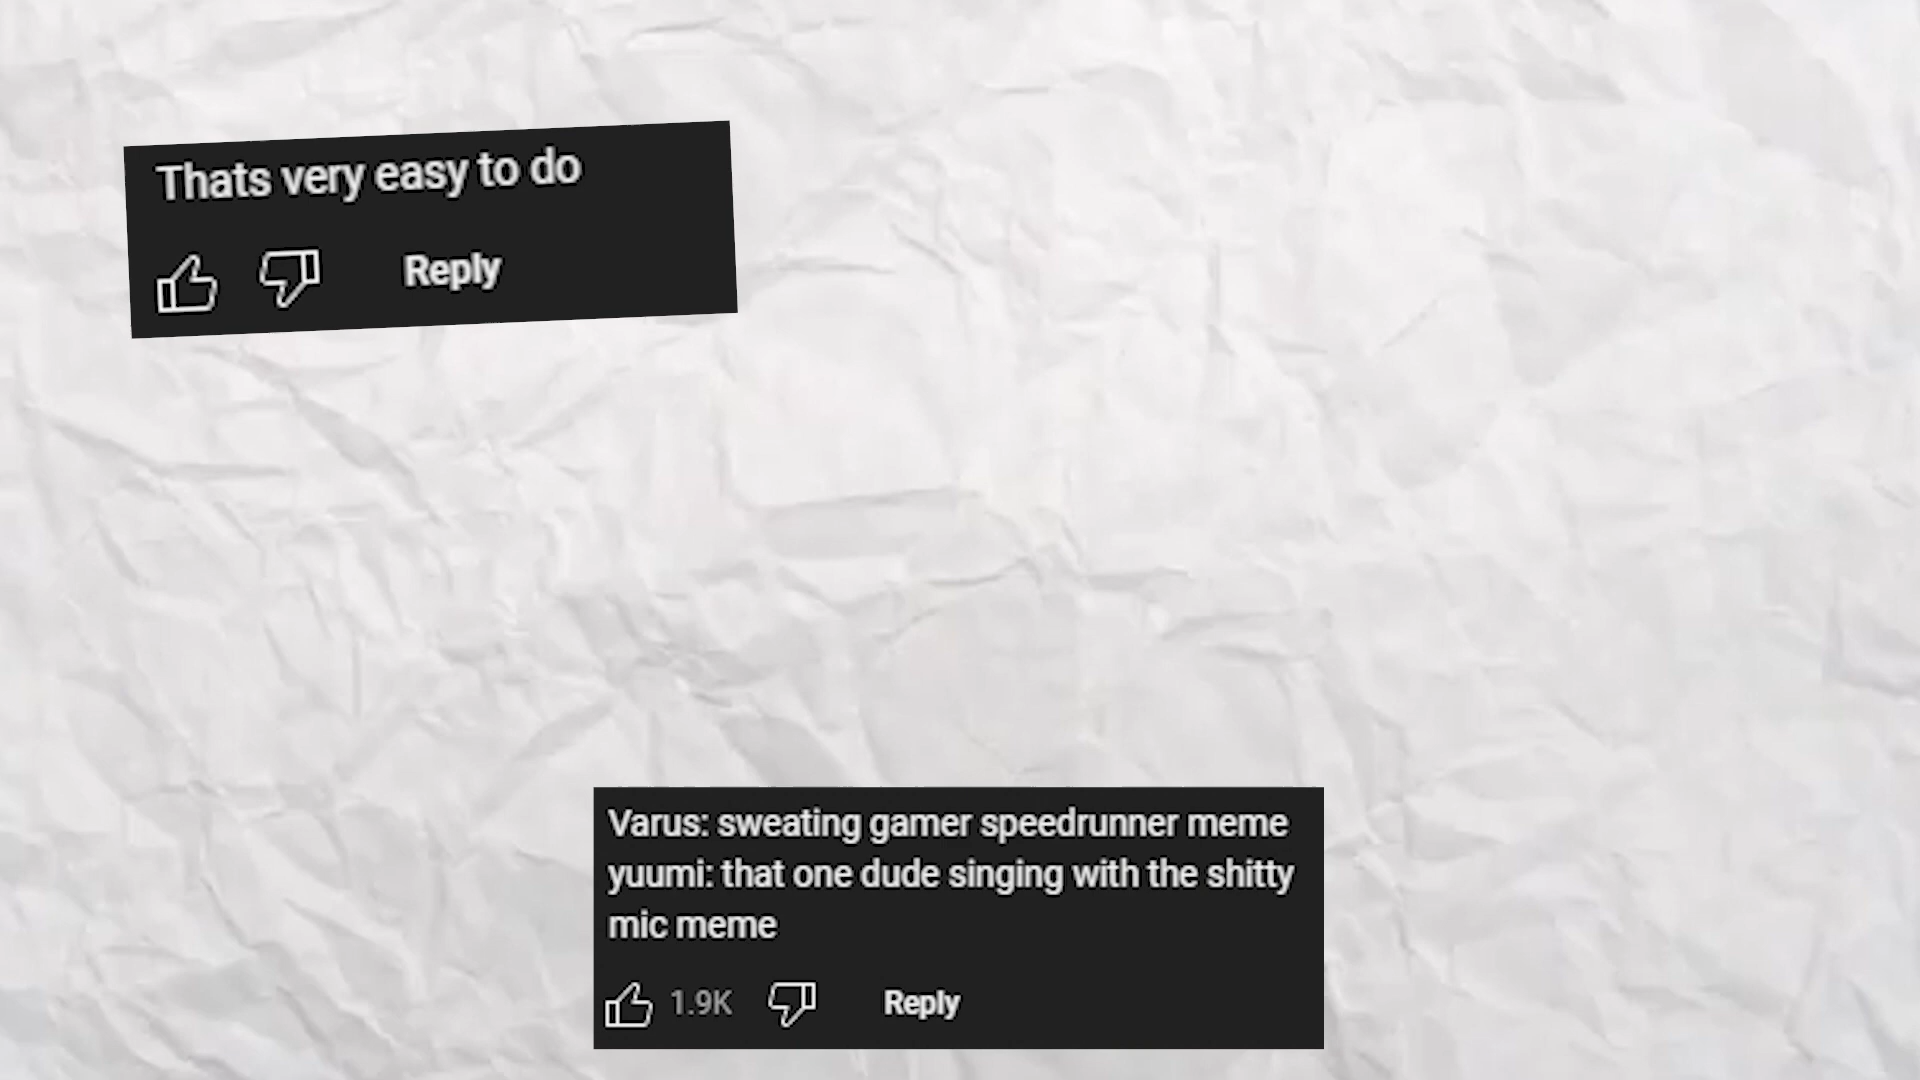 Thats very easy to do
Reply
Varus: sweating gamer speedrunner meme
yuumi: that one dude singing with the shitty
mic meme
1.9K Reply